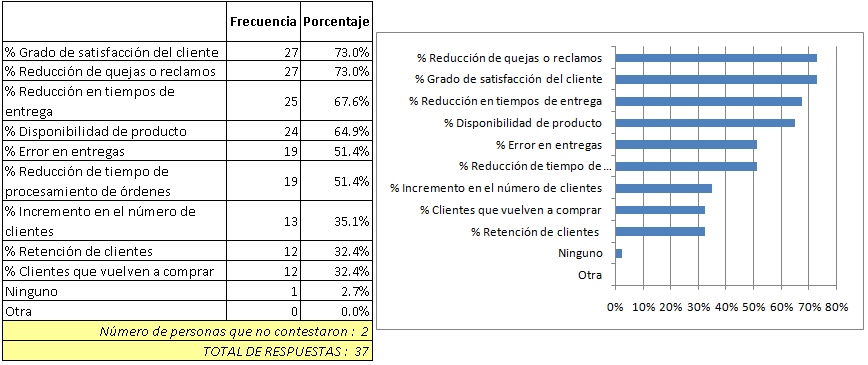 Frecuencia Porcentaje
% Grado de satisfacción del cliente 27 73.0%
% Reducción de quejas o reclamos 27 73.0%
% Reducción en tiempos de
entrega 25 67.6%
% Disponibilidad de producto 24 64.9%
% Error en entregas 19 51.4%
% Reducción de tiempo de
procesamiento de órdenes 19 51.4%
% Incremento en el número de
clientes 13 35.1%
% Retención de clientes 12 32.4%
% Clientes que vuelven a comprar 12 32.4%
Ninguno 1 2.7%
Otra 0 0.0%
Número de personas que no contestaron : 2
TOTAL DE RESPUESTAS : 37
% Reducción de quejas o reclamos
% Grado de satisfacción del cliente
% Reducción en tiempos de entrega
% Disponibilidad de producto
% Error en entregas
% Reducción de tiempo de ...
% Incremento en el número de clientes
% Clientes que vuelven a comprar
% Retención de clientes
Ninguno
Otra
0% 10% 20% 30% 40% 50% 60% 70% 80%